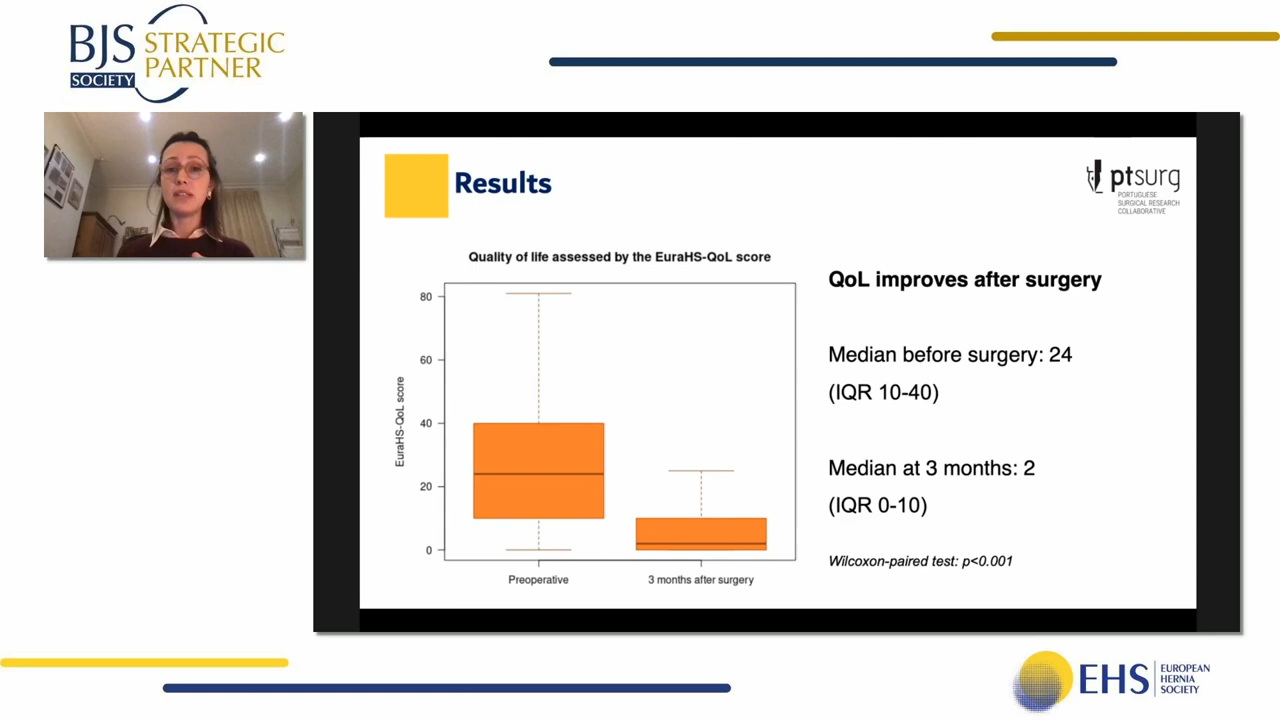 BJS STRATEGIC
SOCIETY PARTNER
Results
ptsurg
PORTUGUESE
SURGICAL RESEARCH
COLLABORATIVE
Quality of life assessed by the EuraHS-QoL score
EuraHS-QoL score
80
60
40
20
0
Preoperative
3 months after surgery
QoL improves after surgery
Median before surgery: 24
(IQR 10-40)
Median at 3 months: 2
(IQR 0-10)
Wilcoxon-paired test: p<0.001
EHS
EUROPEAN
HERNIA
SOCIETY